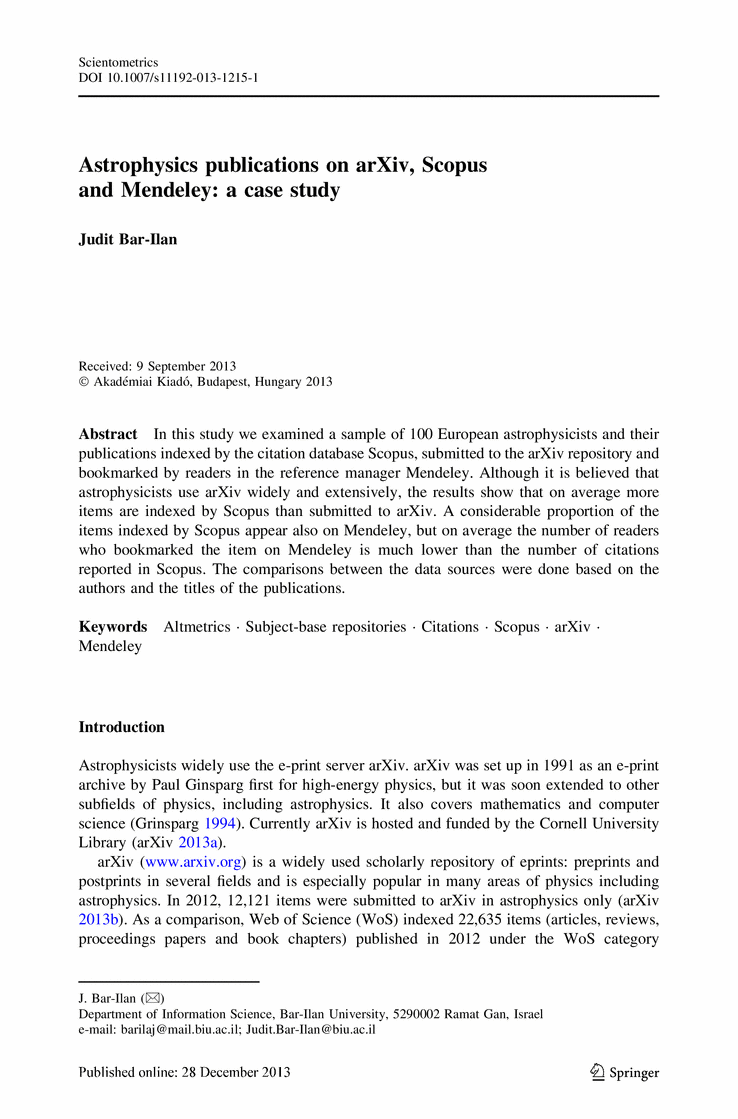 Scientometrics
DOI 10.1007/s11192-013-1215-1
Astrophysics publications on arXiv, Scopus
and Mendeley: a case study
Judit Bar-Ilan
Received: 9 September 2013
© Akadémiai Kiadó, Budapest, Hungary 2013
Abstract In this study we examined a sample of 100 European astrophysicists and their
publications indexed by the citation database Scopus, submitted to the arXiv repository and
bookmarked by readers in the reference manager Mendeley. Although it is believed that
astrophysicists use arXiv widely and extensively, the results show that on average more
items are indexed by Scopus than submitted to arXiv. A considerable proportion of the
items indexed by Scopus appear also on Mendeley, but on average the number of readers
who bookmarked the item on Mendeley is much lower than the number of citations
reported in Scopus. The comparisons between the data sources were done based on the
authors and the titles of the publications.
Keywords Altmetrics · Subject-base repositories · Citations · Scopus · arXiv ·
Mendeley
Introduction
Astrophysicists widely use the e-print server arXiv. arXiv was set up in 1991 as an e-print
archive by Paul Ginsparg first for high-energy physics, but it was soon extended to other
subfields of physics, including astrophysics. It also covers mathematics and computer
science (Grinsparg 1994). Currently arXiv is hosted and funded by the Cornell University
Library (arXiv 2013a).
arXiv (www.arxiv.org) is a widely used scholarly repository of eprints: preprints and
postprints in several fields and is especially popular in many areas of physics including
astrophysics. In 2012, 12,121 items were submitted to arXiv in astrophysics only (arXiv
2013b). As a comparison, Web of Science (WoS) indexed 22,635 items (articles, reviews,
proceedings papers and book chapters) published in 2012 under the WoS category
J. Bar-Ilan (✉)
Department of Information Science, Bar-Ilan University, 5290002 Ramat Gan, Israel
e-mail: barilaj@mail.biu.ac.il; Judit.Bar-Ilan@biu.ac.il
Published online: 28 December 2013
Springer